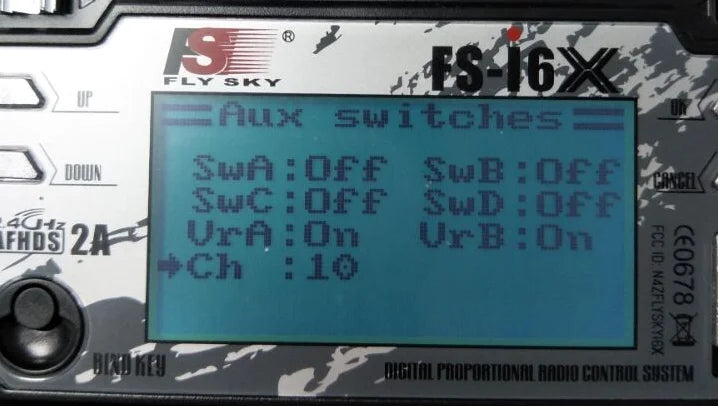 FS ®
FLY SKY
FS-i6X
UP
DOWN
OK
CANCEL
Aux switches
SwA:Off SwB:Off
SwC:Off SwD:Off
VrA:On VrB:On
Ch :10
2.4GHz
AFHDS 2A
BIND KEY
DIGITAL PROPORTIONAL RADIO CONTROL SYSTEM
CE0678
FCC ID: N4ZFLYSKYI6X